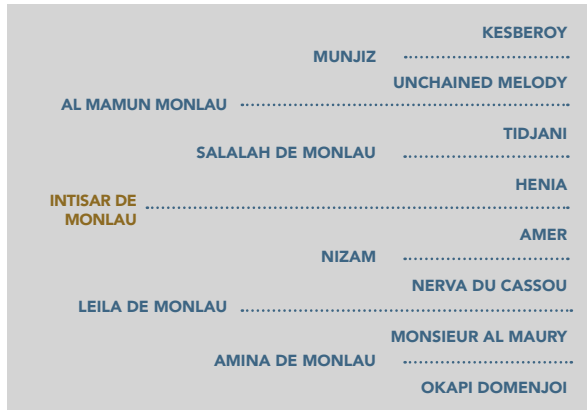 KESBEROY
MUNJIZ
UNCHAINED MELODY
AL MAMUN MONLAU
TIDJANI
SALALAH DE MONLAU
HENIA
INTISAR DE
MONLAU
AMER
NIZAM
NERVA DU CASSOU
LEILA DE MONLAU
MONSIEUR AL MAURY
AMINA DE MONLAU
OKAPI DOMENJOI